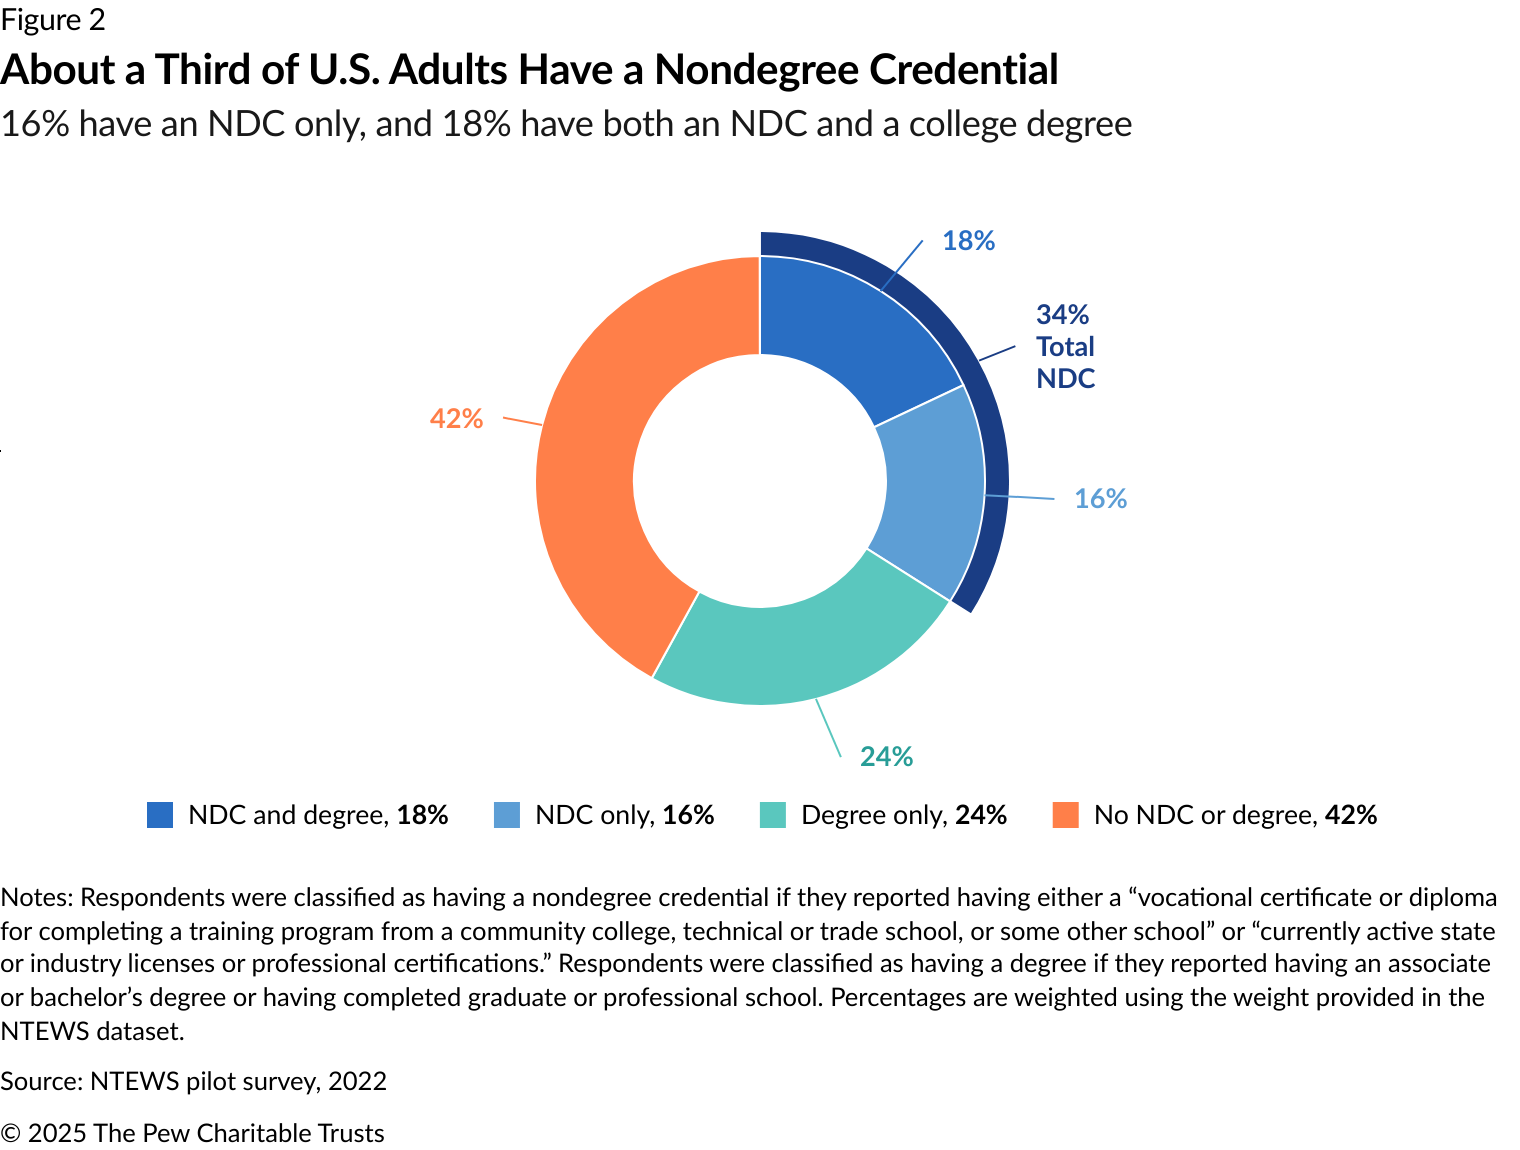 Figure 2
About a Third of U.S. Adults Have a Nondegree Credential
16% have an NDC only, and 18% have both an NDC and a college degree
18%
34%
Total
NDC
42%
16%
24%
NDC and degree, 18%
NDC only, 16%
Degree only, 24%
No NDC or degree, 42%
Notes: Respondents were classified as having a nondegree credential if they reported having either a “vocational certificate or diploma
for completing a training program from a community college, technical or trade school, or some other school” or “currently active state
or industry licenses or professional certifications.” Respondents were classified as having a degree if they reported having an associate
or bachelor’s degree or having completed graduate or professional school. Percentages are weighted using the weight provided in the
NTEWS dataset.
Source: NTEWS pilot survey, 2022
© 2025 The Pew Charitable Trusts